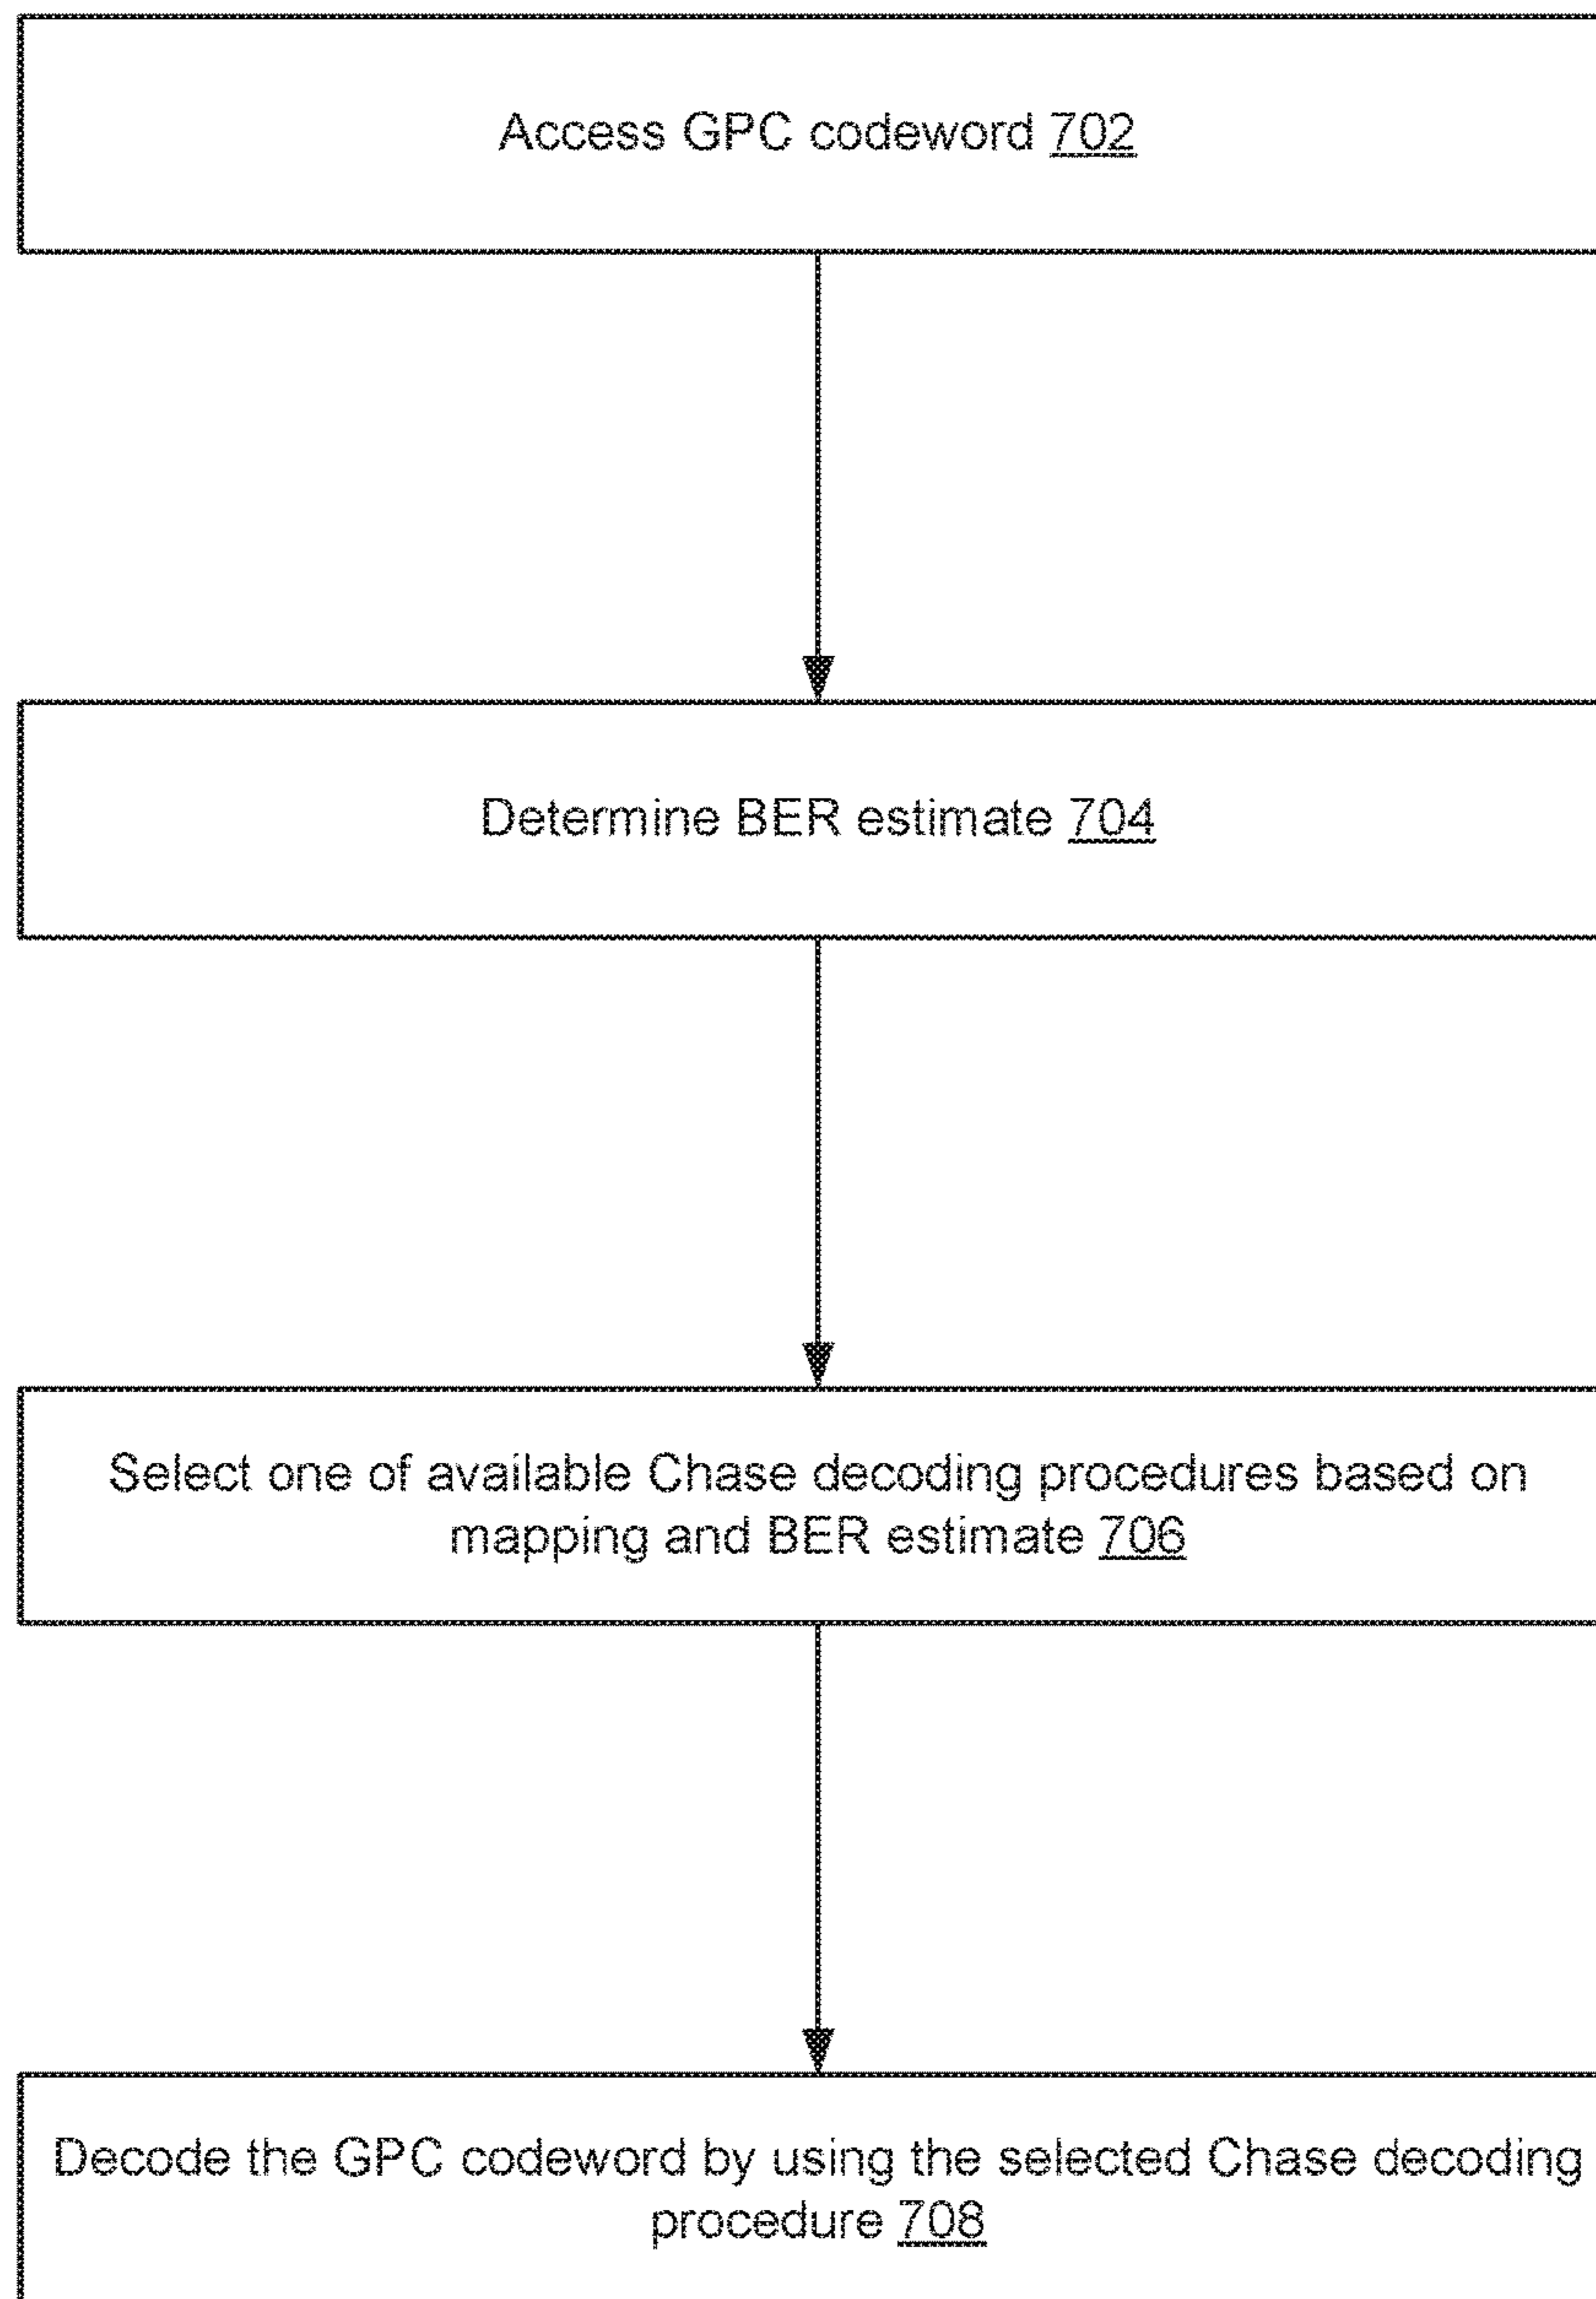 Access GPC codeword 702
Determine BER estimate 704
Select one of available Chase decoding procedures based on
mapping and BER estimate 706
Decode the GPC codeword by using the selected Chase decoding
procedure 708